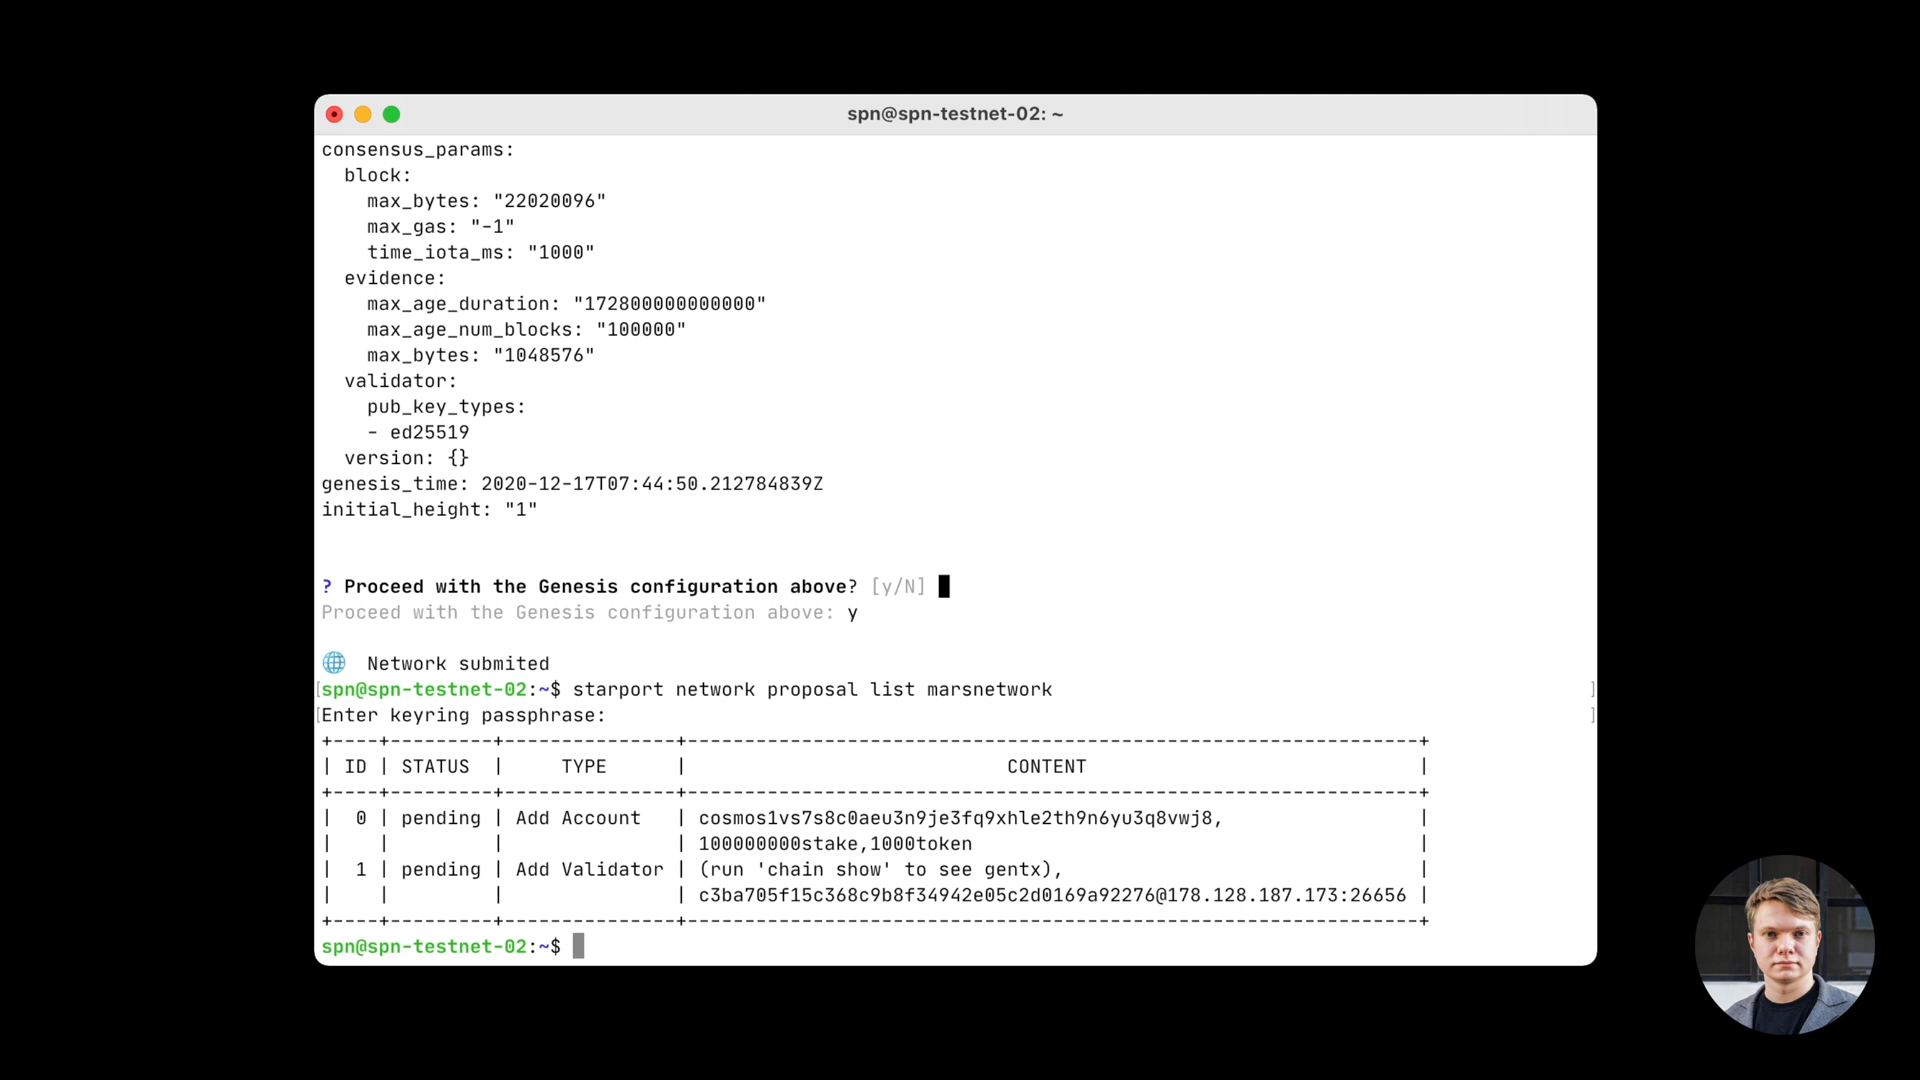 spn@spn-testnet-02: ~
consensus_params:
  block:
    max_bytes: "22020096"
    max_gas: "-1"
    time_iota_ms: "1000"
  evidence:
    max_age_duration: "172800000000000"
    max_age_num_blocks: "100000"
    max_bytes: "1048576"
  validator:
    pub_key_types:
    - ed25519
  version: {}
genesis_time: 2020-12-17T07:44:50.212784839Z
initial_height: "1"
? Proceed with the Genesis configuration above? [y/N]
Proceed with the Genesis configuration above: y
🌐  Network submited
[spn@spn-testnet-02:~$ starport network proposal list marsnetwork ]
[Enter keyring passphrase: ]
+----+---------+---------------+----------------------------------------------------------------+
| ID | STATUS  |     TYPE      |                            CONTENT                             |
+----+---------+---------------+----------------------------------------------------------------+
|  0 | pending | Add Account   | cosmos1vs7s8c0aeu3n9je3fq9xhle2th9n6yu3q8vwj8,                 |
|    |         |               | 100000000stake,1000token                                       |
|  1 | pending | Add Validator | (run 'chain show' to see gentx),                               |
|    |         |               | c3ba705f15c368c9b8f34942e05c2d0169a92276@178.128.187.173:26656 |
+----+---------+---------------+----------------------------------------------------------------+
spn@spn-testnet-02:~$